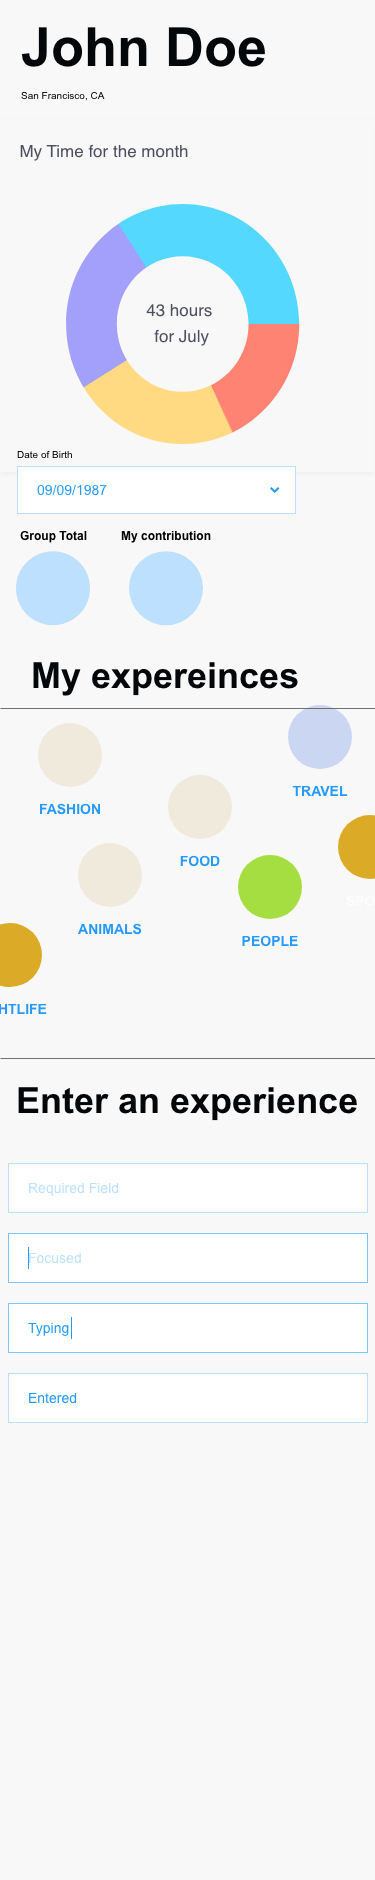 John Doe
San Francisco, CA
My Time for the month
43 hours
for July
Date of Birth
09/09/1987
Group Total
My contribution
My expereinces
TRAVEL
FASHION
FOOD
SPO
ANIMALS
PEOPLE
HTLIFE
Enter an experience
Required Field
Focused
Typing
Entered